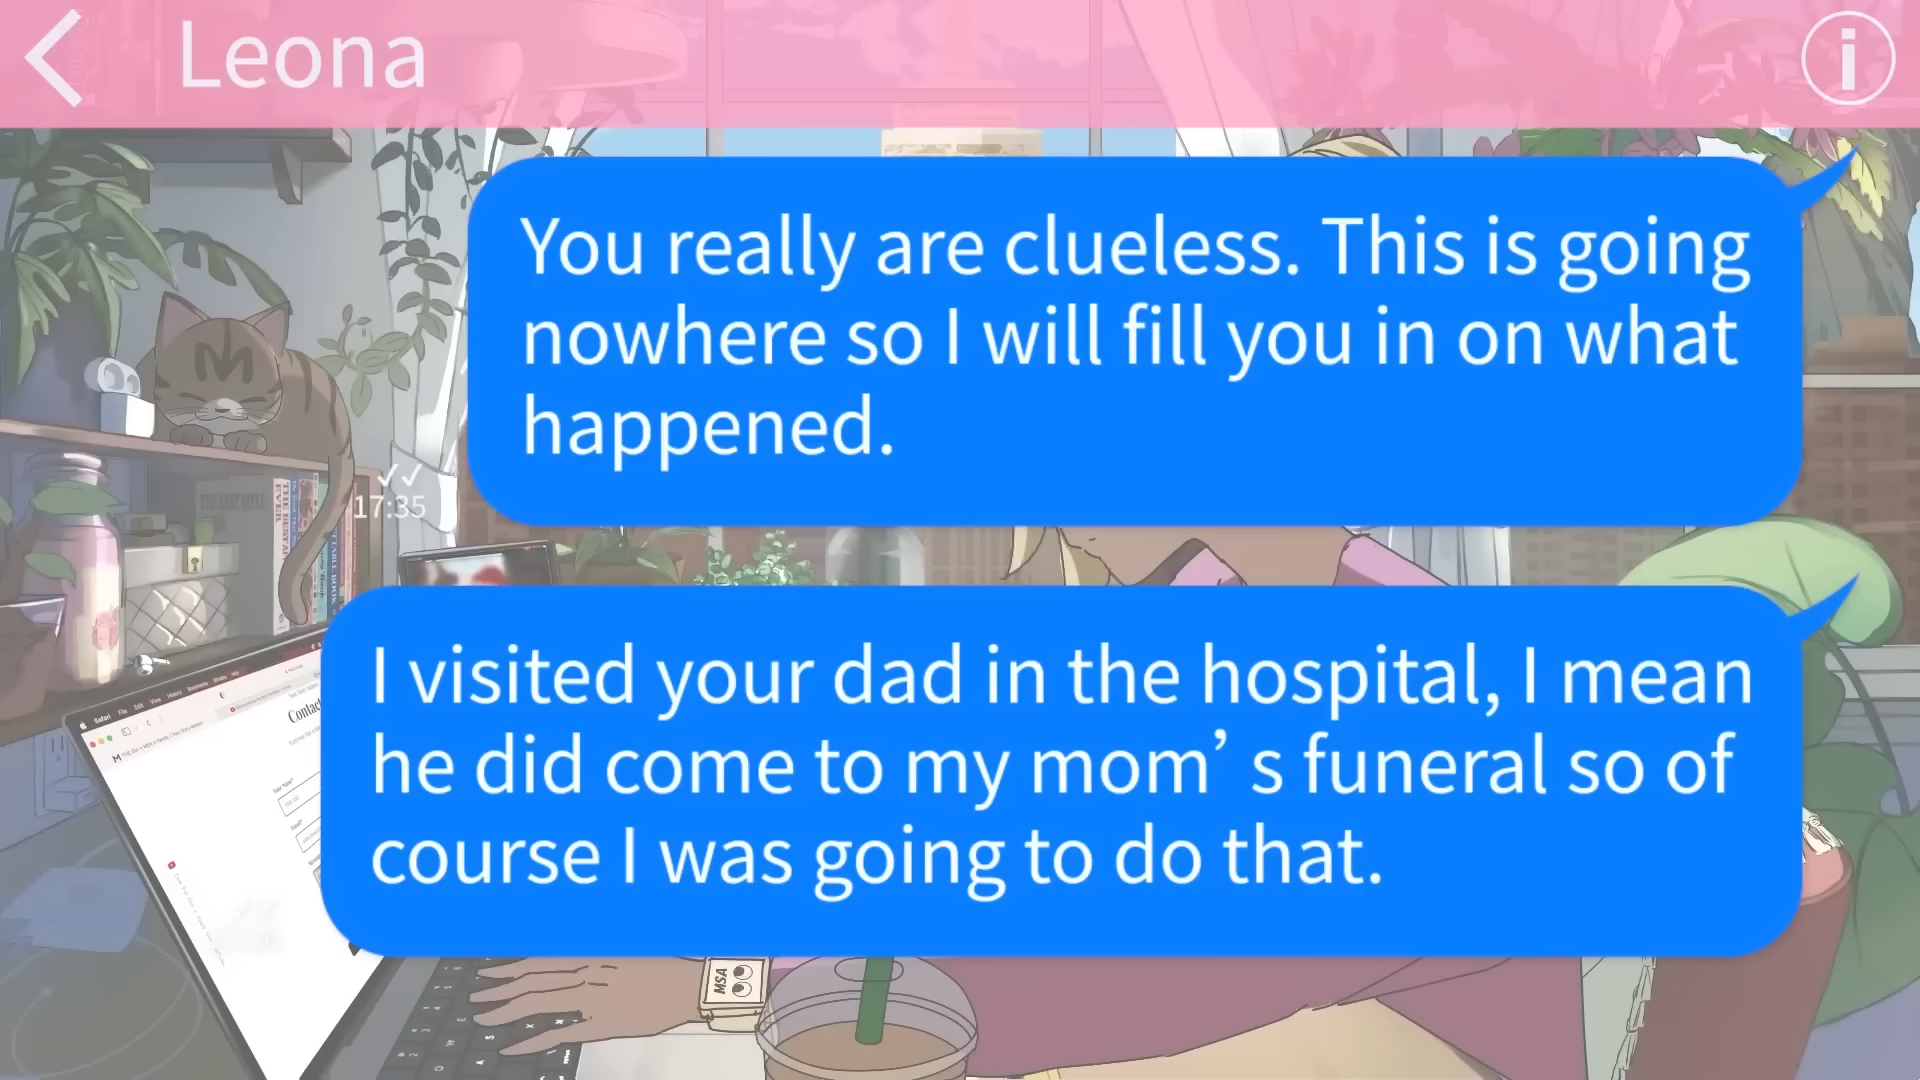 Leona
i
You really are clueless. This is going
nowhere so I will fill you in on what
happened.
17:35
I visited your dad in the hospital, I mean
he did come to my mom’ s funeral so of
course I was going to do that.
Contact
MSA